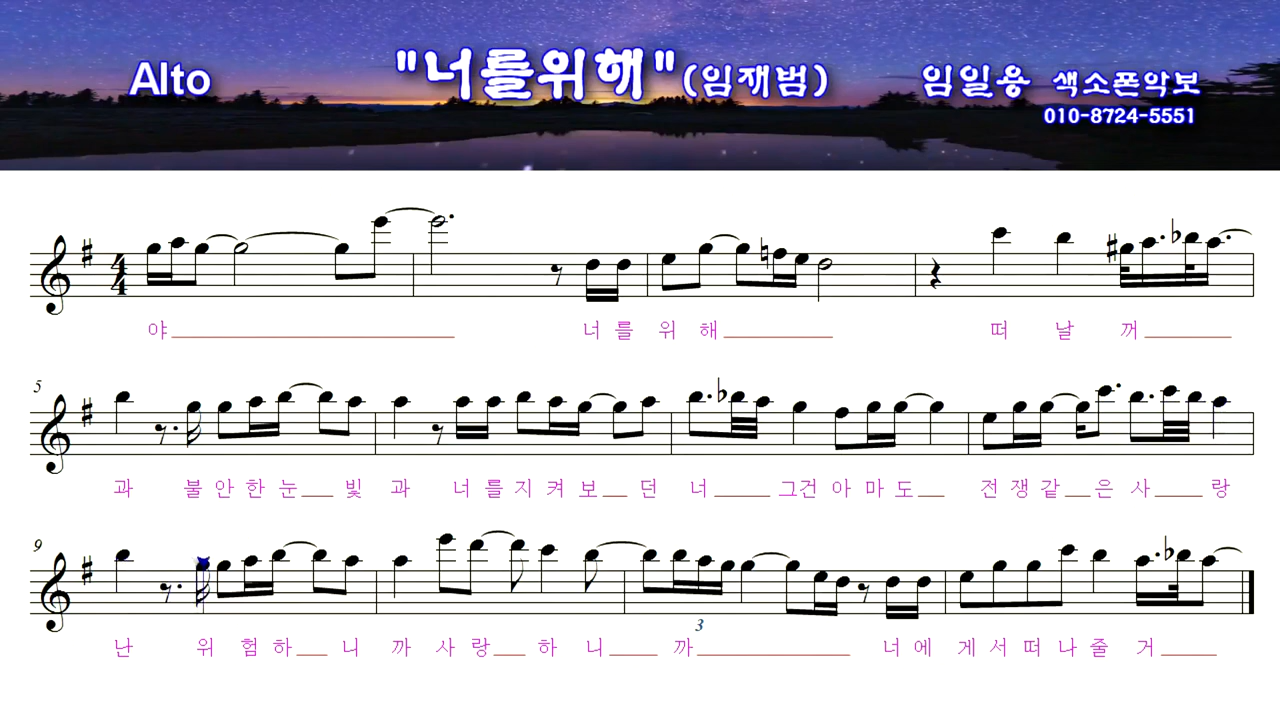 Alto "너를위해"(임재범) 임일용 색소폰악보
010-8724-5551
야 너 를 위 해 떠 날 꺼
5
과 불 안 한 눈 빛 과 너 를 지 켜 보 던 너 그건 아 마 도 전 쟁 같 은 사 랑
9
3
난 위 험 하 니 까 사 랑 하 니 까 너 에 게 서 떠 나 줄 거